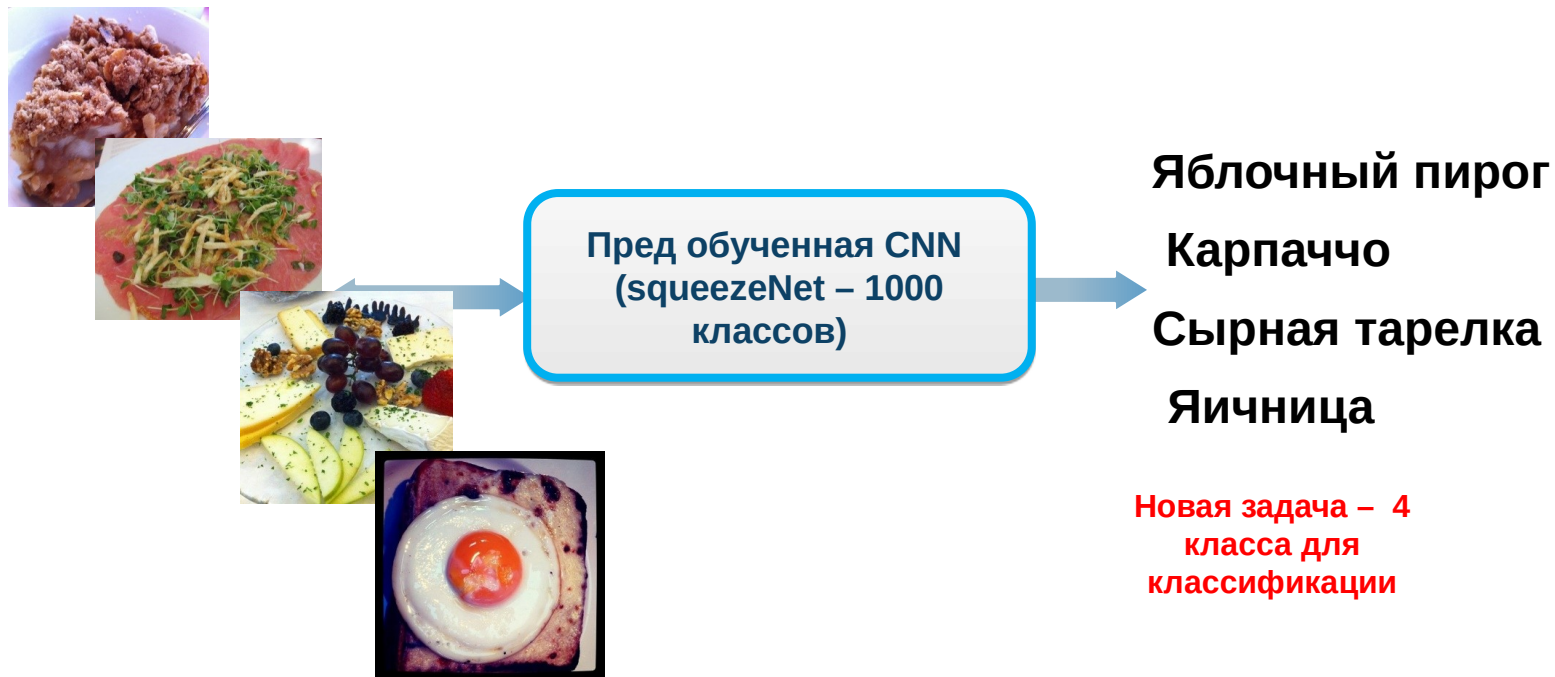 Яблочный пирог
Пред обученная CNN
(squeezeNet – 1000
классов)
Карпаччо
Сырная тарелка
Яичница
Новая задача – 4
класса для
классификации